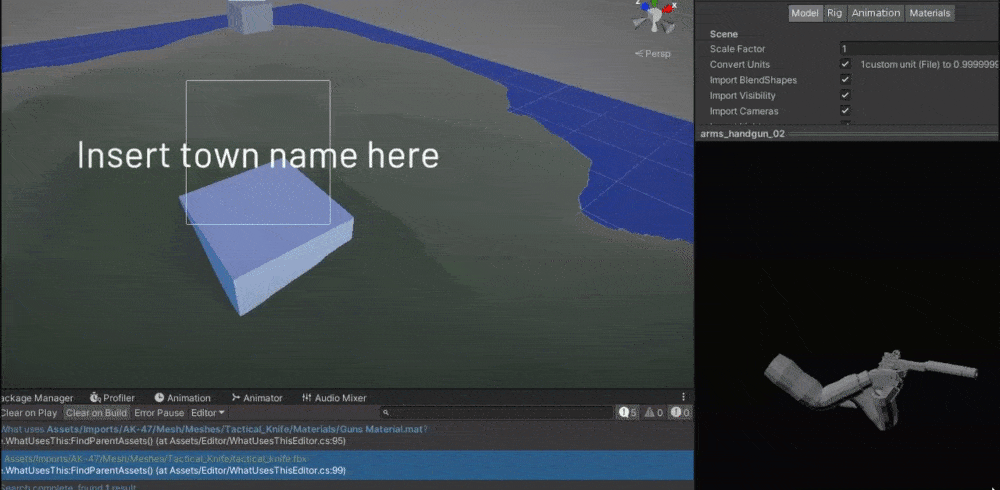 z x
Persp
Insert town name here
Model Rig Animation Materials
Scene
Scale Factor 1
Convert Units 1custom unit (File) to 0.9999999
Import BlendShapes
Import Visibility
Import Cameras
arms_handgun_02
ackage Manager Profiler Animation Animator Audio Mixer
Clear on Play Clear on Build Error Pause Editor 5 0 0
What uses Assets/Imports/AK-47/Mesh/Meshes/Tactical_Knife/Materials/Guns Material.mat?
.WhatUsesThis:FindParentAssets() (at Assets/Editor/WhatUsesThisEditor.cs:95)
Assets/Imports/AK-47/Mesh/Meshes/Tactical_Knife/tactical_knife.fbx
.WhatUsesThis:FindParentAssets() (at Assets/Editor/WhatUsesThisEditor.cs:99)
Search complete, found 1 result